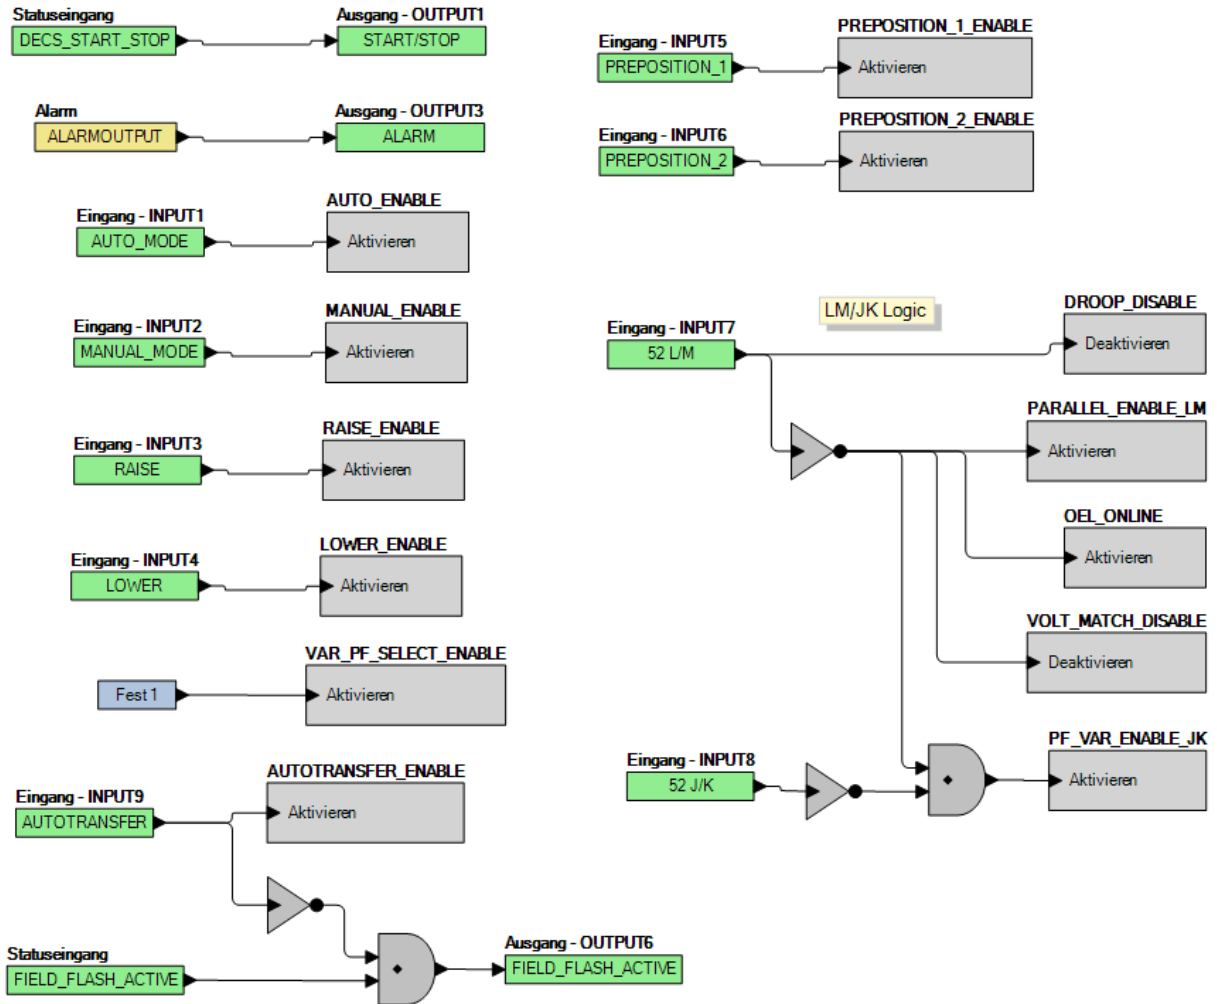 Statuseingang
DECS_START_STOP
Ausgang - OUTPUT1
START/STOP
Alarm
ALARMOUTPUT
Ausgang - OUTPUT3
ALARM
Eingang - INPUT1
AUTO_MODE
AUTO_ENABLE
Aktivieren
Eingang - INPUT2
MANUAL_MODE
MANUAL_ENABLE
Aktivieren
Eingang - INPUT3
RAISE
RAISE_ENABLE
Aktivieren
Eingang - INPUT4
LOWER
LOWER_ENABLE
Aktivieren
Fest 1
VAR_PF_SELECT_ENABLE
Aktivieren
Eingang - INPUT9
AUTOTRANSFER
AUTOTRANSFER_ENABLE
Aktivieren
Statuseingang
FIELD_FLASH_ACTIVE
Ausgang - OUTPUT6
FIELD_FLASH_ACTIVE
Eingang - INPUT5
PREPOSITION_1
PREPOSITION_1_ENABLE
Aktivieren
Eingang - INPUT6
PREPOSITION_2
PREPOSITION_2_ENABLE
Aktivieren
LM/JK Logic
Eingang - INPUT7
52 L/M
DROOP_DISABLE
Deaktivieren
PARALLEL_ENABLE_LM
Aktivieren
OEL_ONLINE
Aktivieren
VOLT_MATCH_DISABLE
Deaktivieren
Eingang - INPUT8
52 J/K
PF_VAR_ENABLE_JK
Aktivieren